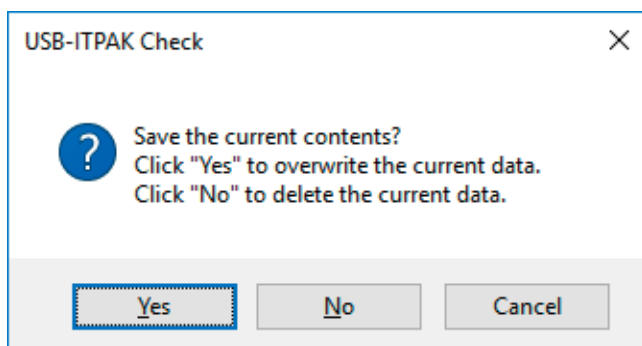 USB-ITPAK Check
?
Save the current contents?
Click "Yes" to overwrite the current data.
Click "No" to delete the current data.
Yes No Cancel